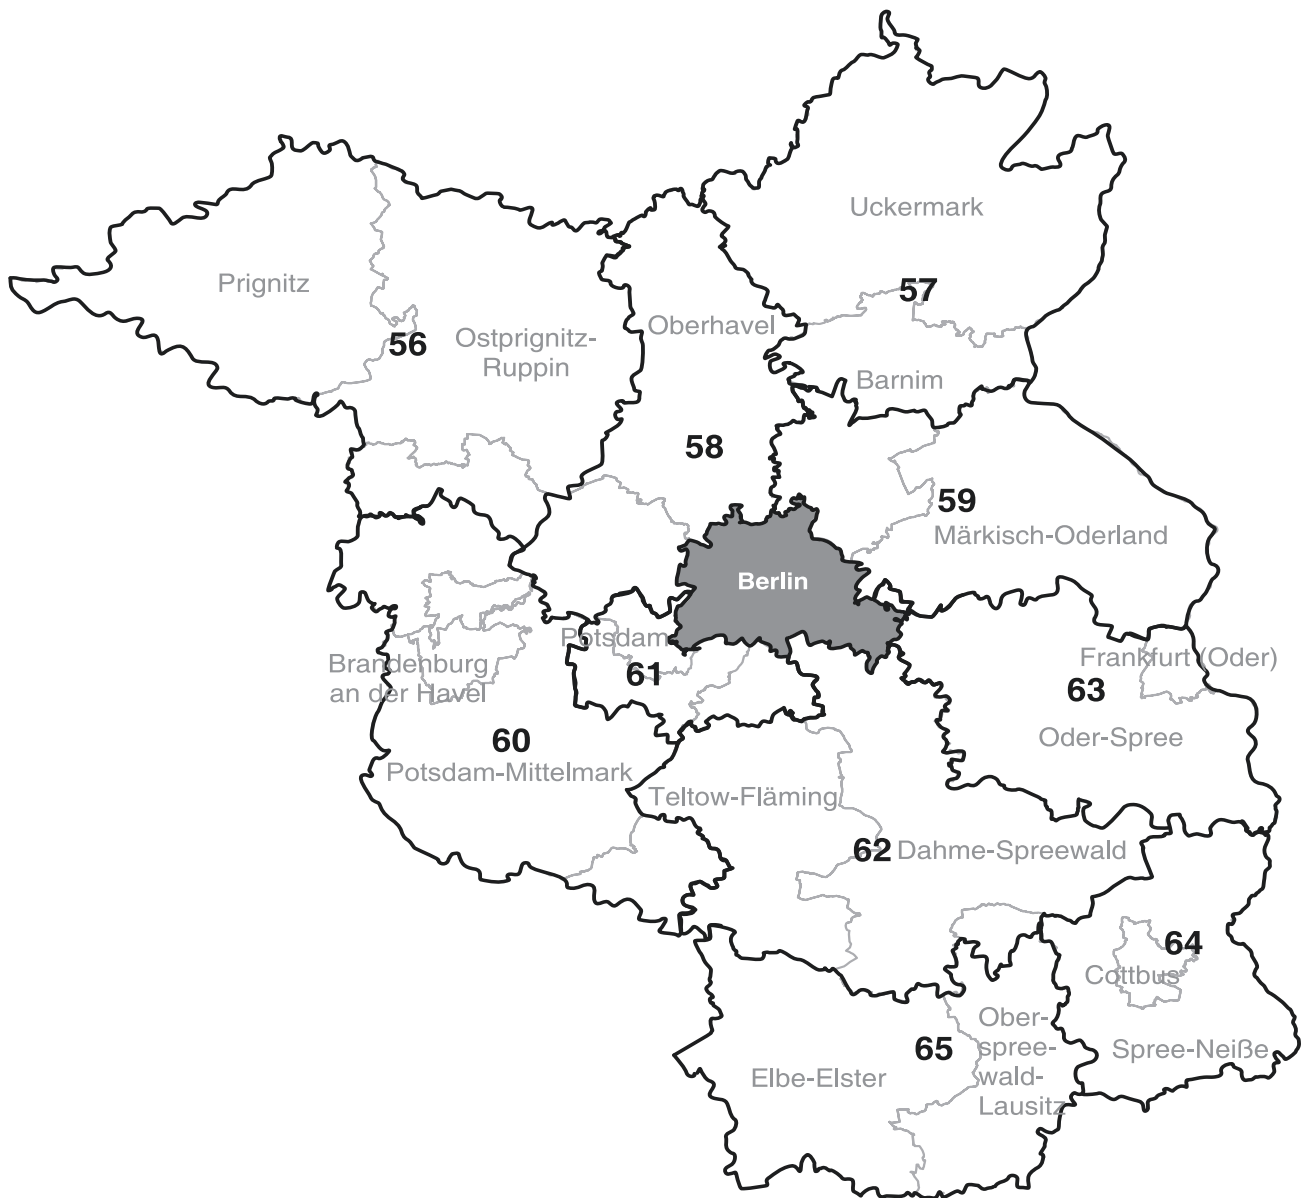 Uckermark
Prignitz
57
Oberhavel
56
Ostprignitz-
Ruppin
Barnim
58
59
Märkisch-Oderland
Berlin
Potsdam
Brandenburg
an der Havel
61
Frankfurt (Oder)
63
60
Oder-Spree
Potsdam-Mittelmark
Teltow-Fläming
62
Dahme-Spreewald
64
Cottbus
Ober-
spree-
wald-
Lausitz
65
Spree-Neiße
Elbe-Elster